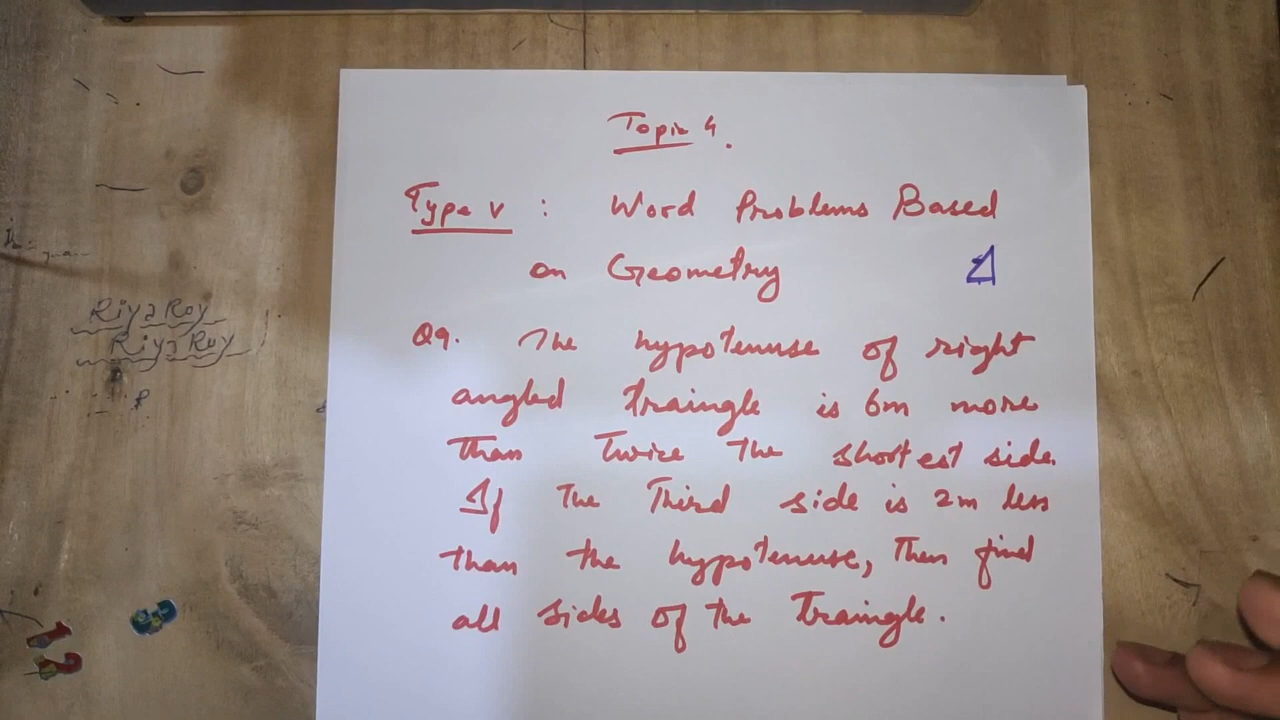 Topic 4.
Type V : Word Problems Based
on Geometry
Q9. The hypotenuse of right
angled traingle is 6m more
than twice the shortest side.
If the Third side is 2m less
than the hypotenuse, Then find
all sides of the Traingle.
Riya Roy
Riya Roy